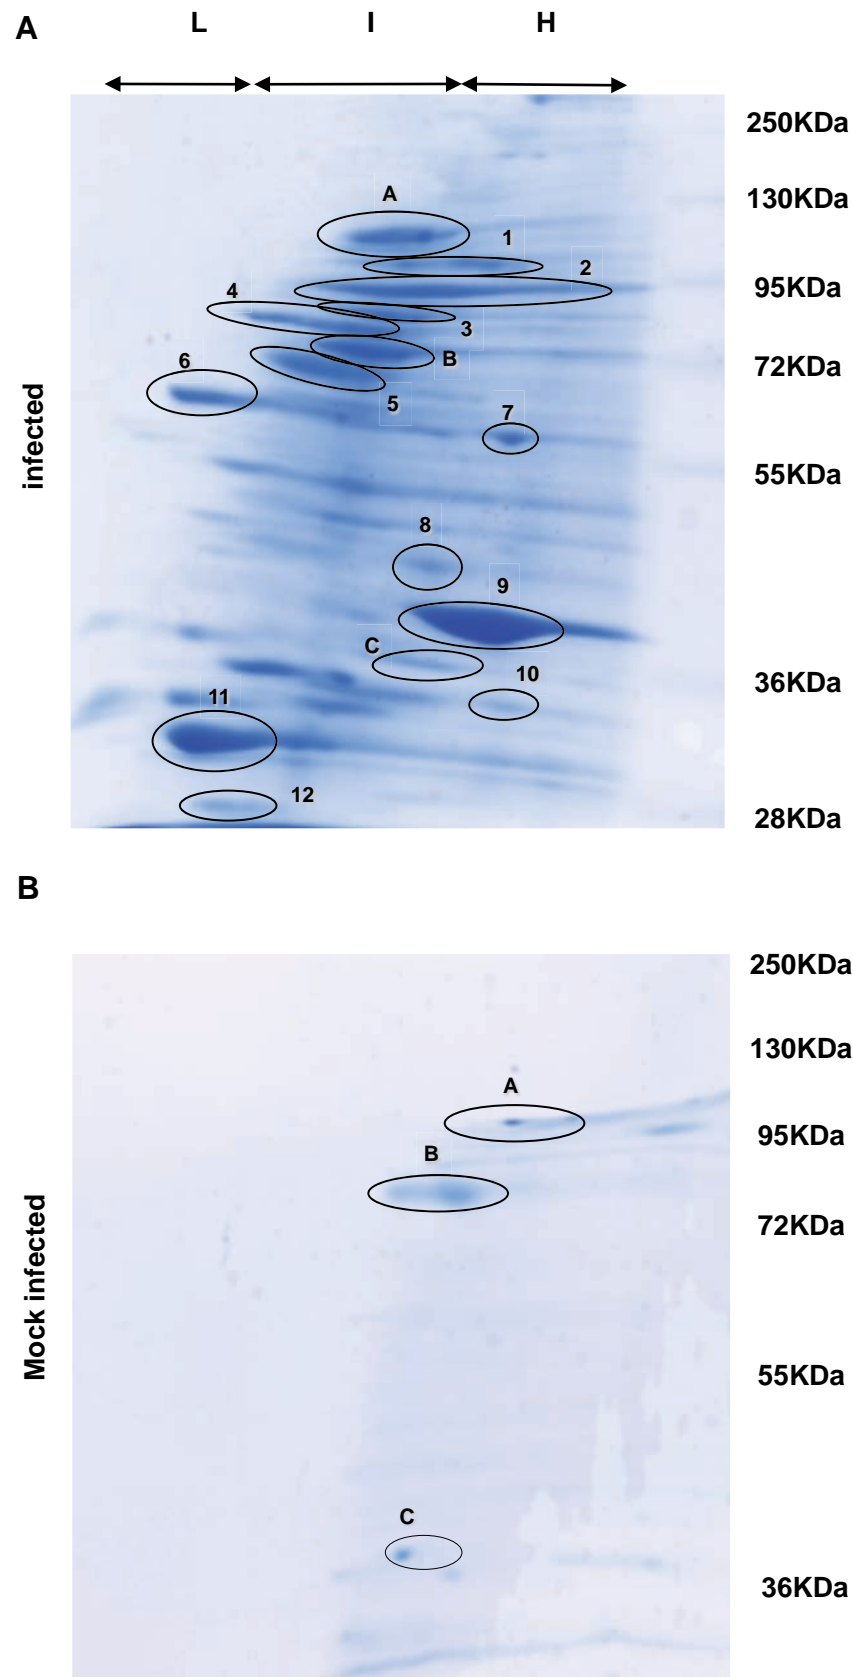 A
L I H
250KDa
130KDa
A
1
2
95KDa
4
3
B
6
72KDa
5
7
infected
55KDa
8
9
C
10
36KDa
11
12
28KDa
B
250KDa
130KDa
A
95KDa
B
72KDa
Mock infected
55KDa
C
36KDa